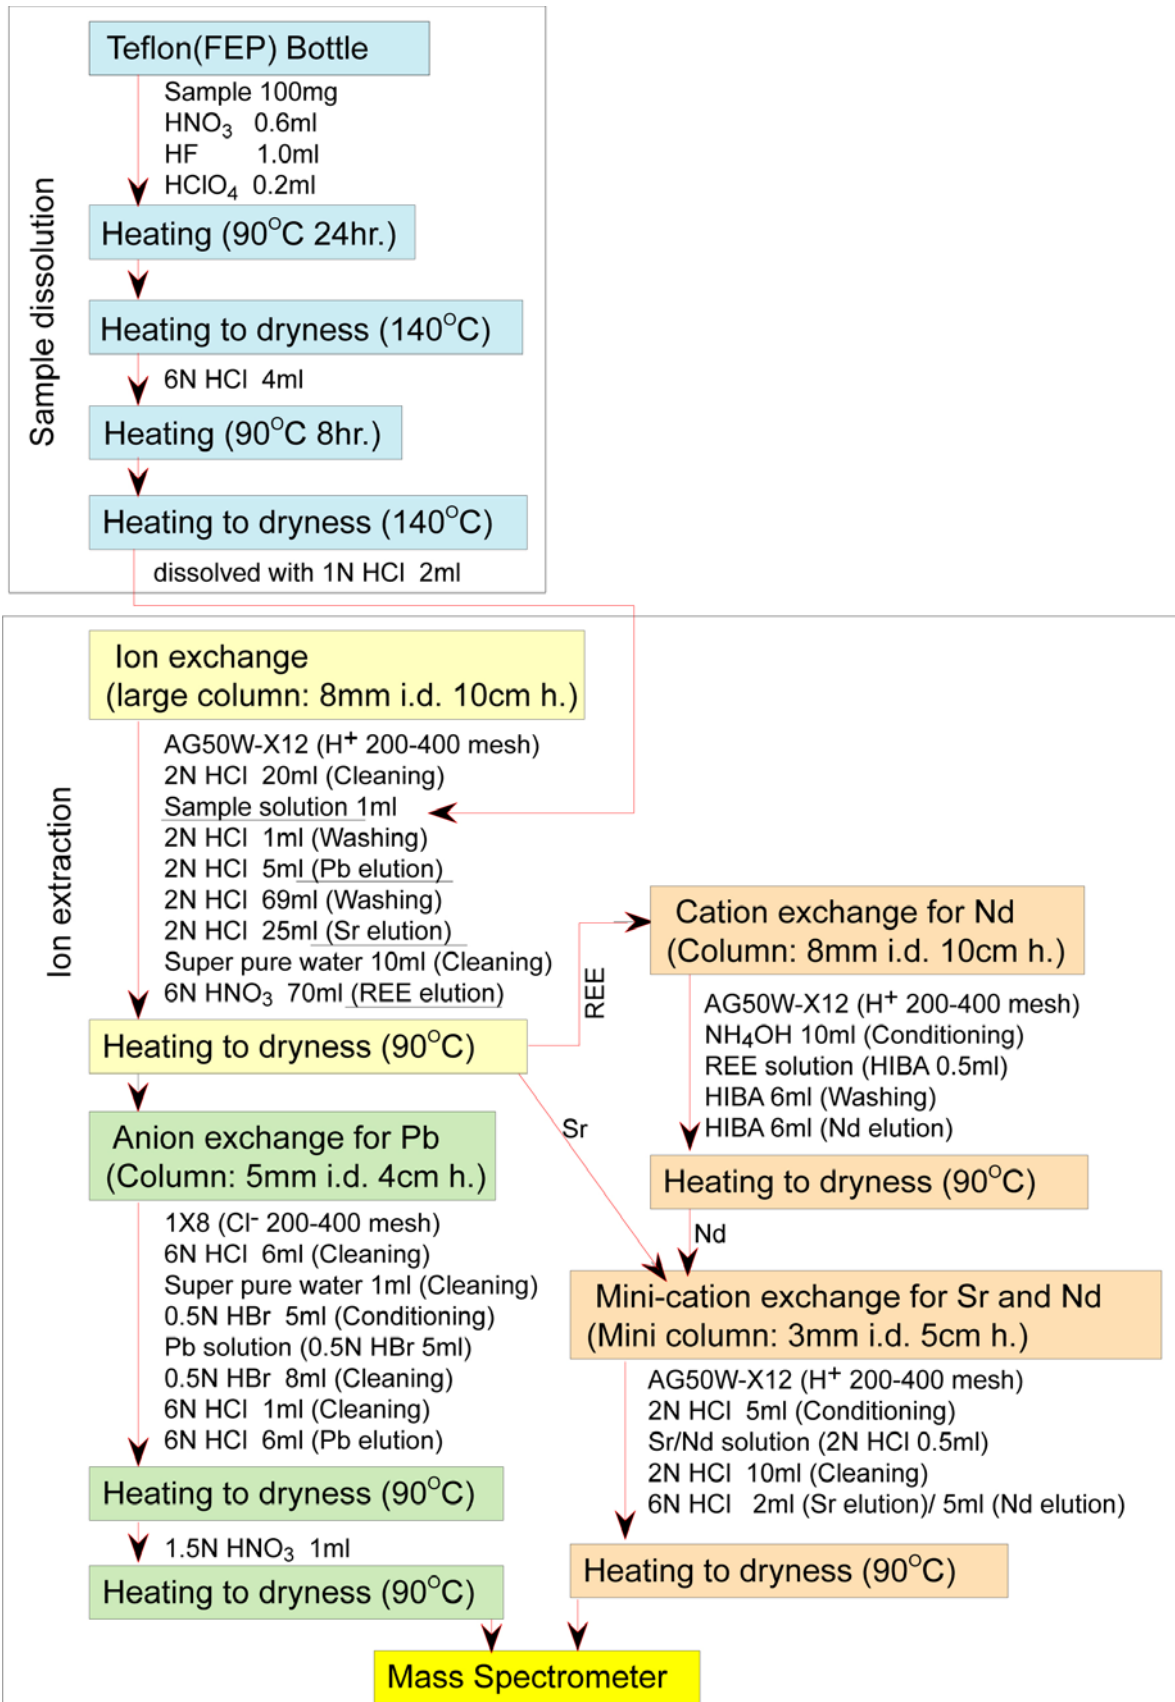 Teflon(FEP) Bottle
Sample 100mg
HNO₃ 0.6ml
HF 1.0ml
HClO₄ 0.2ml
Heating (90°C 24hr.)
Heating to dryness (140°C)
6N HCl 4ml
Heating (90°C 8hr.)
Heating to dryness (140°C)
dissolved with 1N HCl 2ml
Sample dissolution
Ion exchange
(large column: 8mm i.d. 10cm h.)
AG50W-X12 (H⁺ 200-400 mesh)
2N HCl 20ml (Cleaning)
Sample solution 1ml
2N HCl 1ml (Washing)
2N HCl 5ml (Pb elution)
2N HCl 69ml (Washing)
2N HCl 25ml (Sr elution)
Super pure water 10ml (Cleaning)
6N HNO₃ 70ml (REE elution)
Heating to dryness (90°C)
Ion extraction
REE
Sr
Anion exchange for Pb
(Column: 5mm i.d. 4cm h.)
1X8 (Cl⁻ 200-400 mesh)
6N HCl 6ml (Cleaning)
Super pure water 1ml (Cleaning)
0.5N HBr 5ml (Conditioning)
Pb solution (0.5N HBr 5ml)
0.5N HBr 8ml (Cleaning)
6N HCl 1ml (Cleaning)
6N HCl 6ml (Pb elution)
Heating to dryness (90°C)
1.5N HNO₃ 1ml
Heating to dryness (90°C)
Cation exchange for Nd
(Column: 8mm i.d. 10cm h.)
AG50W-X12 (H⁺ 200-400 mesh)
NH₄OH 10ml (Conditioning)
REE solution (HIBA 0.5ml)
HIBA 6ml (Washing)
HIBA 6ml (Nd elution)
Heating to dryness (90°C)
Nd
Mini-cation exchange for Sr and Nd
(Mini column: 3mm i.d. 5cm h.)
AG50W-X12 (H⁺ 200-400 mesh)
2N HCl 5ml (Conditioning)
Sr/Nd solution (2N HCl 0.5ml)
2N HCl 10ml (Cleaning)
6N HCl 2ml (Sr elution)/ 5ml (Nd elution)
Heating to dryness (90°C)
Mass Spectrometer